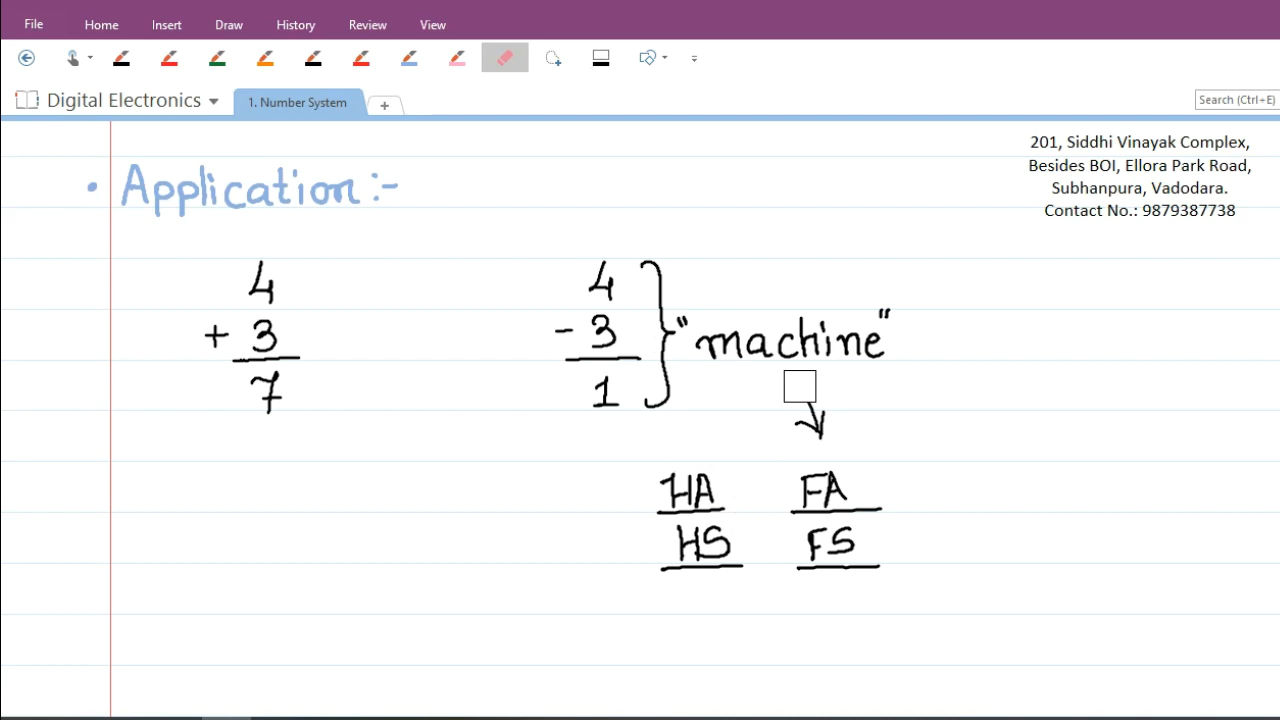 File Home Insert Draw History Review View
Digital Electronics 1. Number System + Search (Ctrl+E)
201, Siddhi Vinayak Complex,
Besides BOI, Ellora Park Road,
Subhanpura, Vadodara.
Contact No.: 9879387738
• Application :-
4 4
+ 3 - 3 "machine"
7 1
HA FA
HS FS